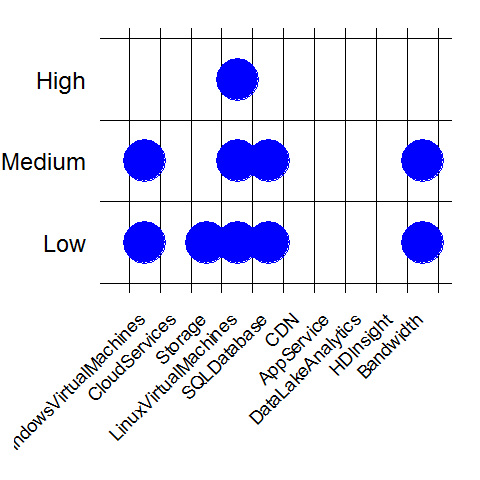 High
Medium
Low
ndowsVirtualMachines
CloudServices
Storage
LinuxVirtualMachines
SQLDatabase
CDN
AppService
DataLakeAnalytics
HDInsight
Bandwidth